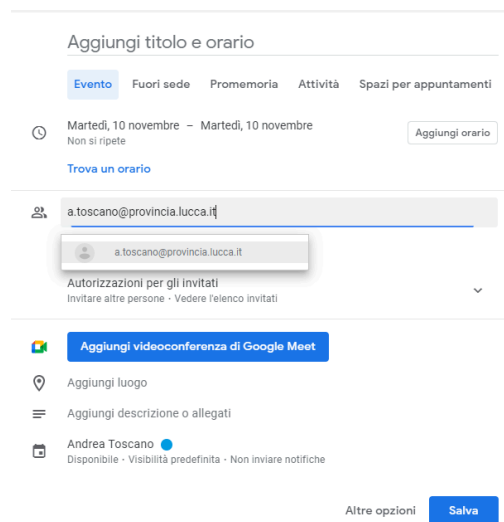 Aggiungi titolo e orario
Evento Fuori sede Promemoria Attività Spazi per appuntamenti
Martedì, 10 novembre – Martedì, 10 novembre Aggiungi orario
Non si ripete
Trova un orario
a.toscano@provincia.lucca.it
a.toscano@provincia.lucca.it
Autorizzazioni per gli invitati
Invitare altre persone · Vedere l'elenco invitati
Aggiungi videoconferenza di Google Meet
Aggiungi luogo
Aggiungi descrizione o allegati
Andrea Toscano
Disponibile · Visibilità predefinita · Non inviare notifiche
Altre opzioni Salva